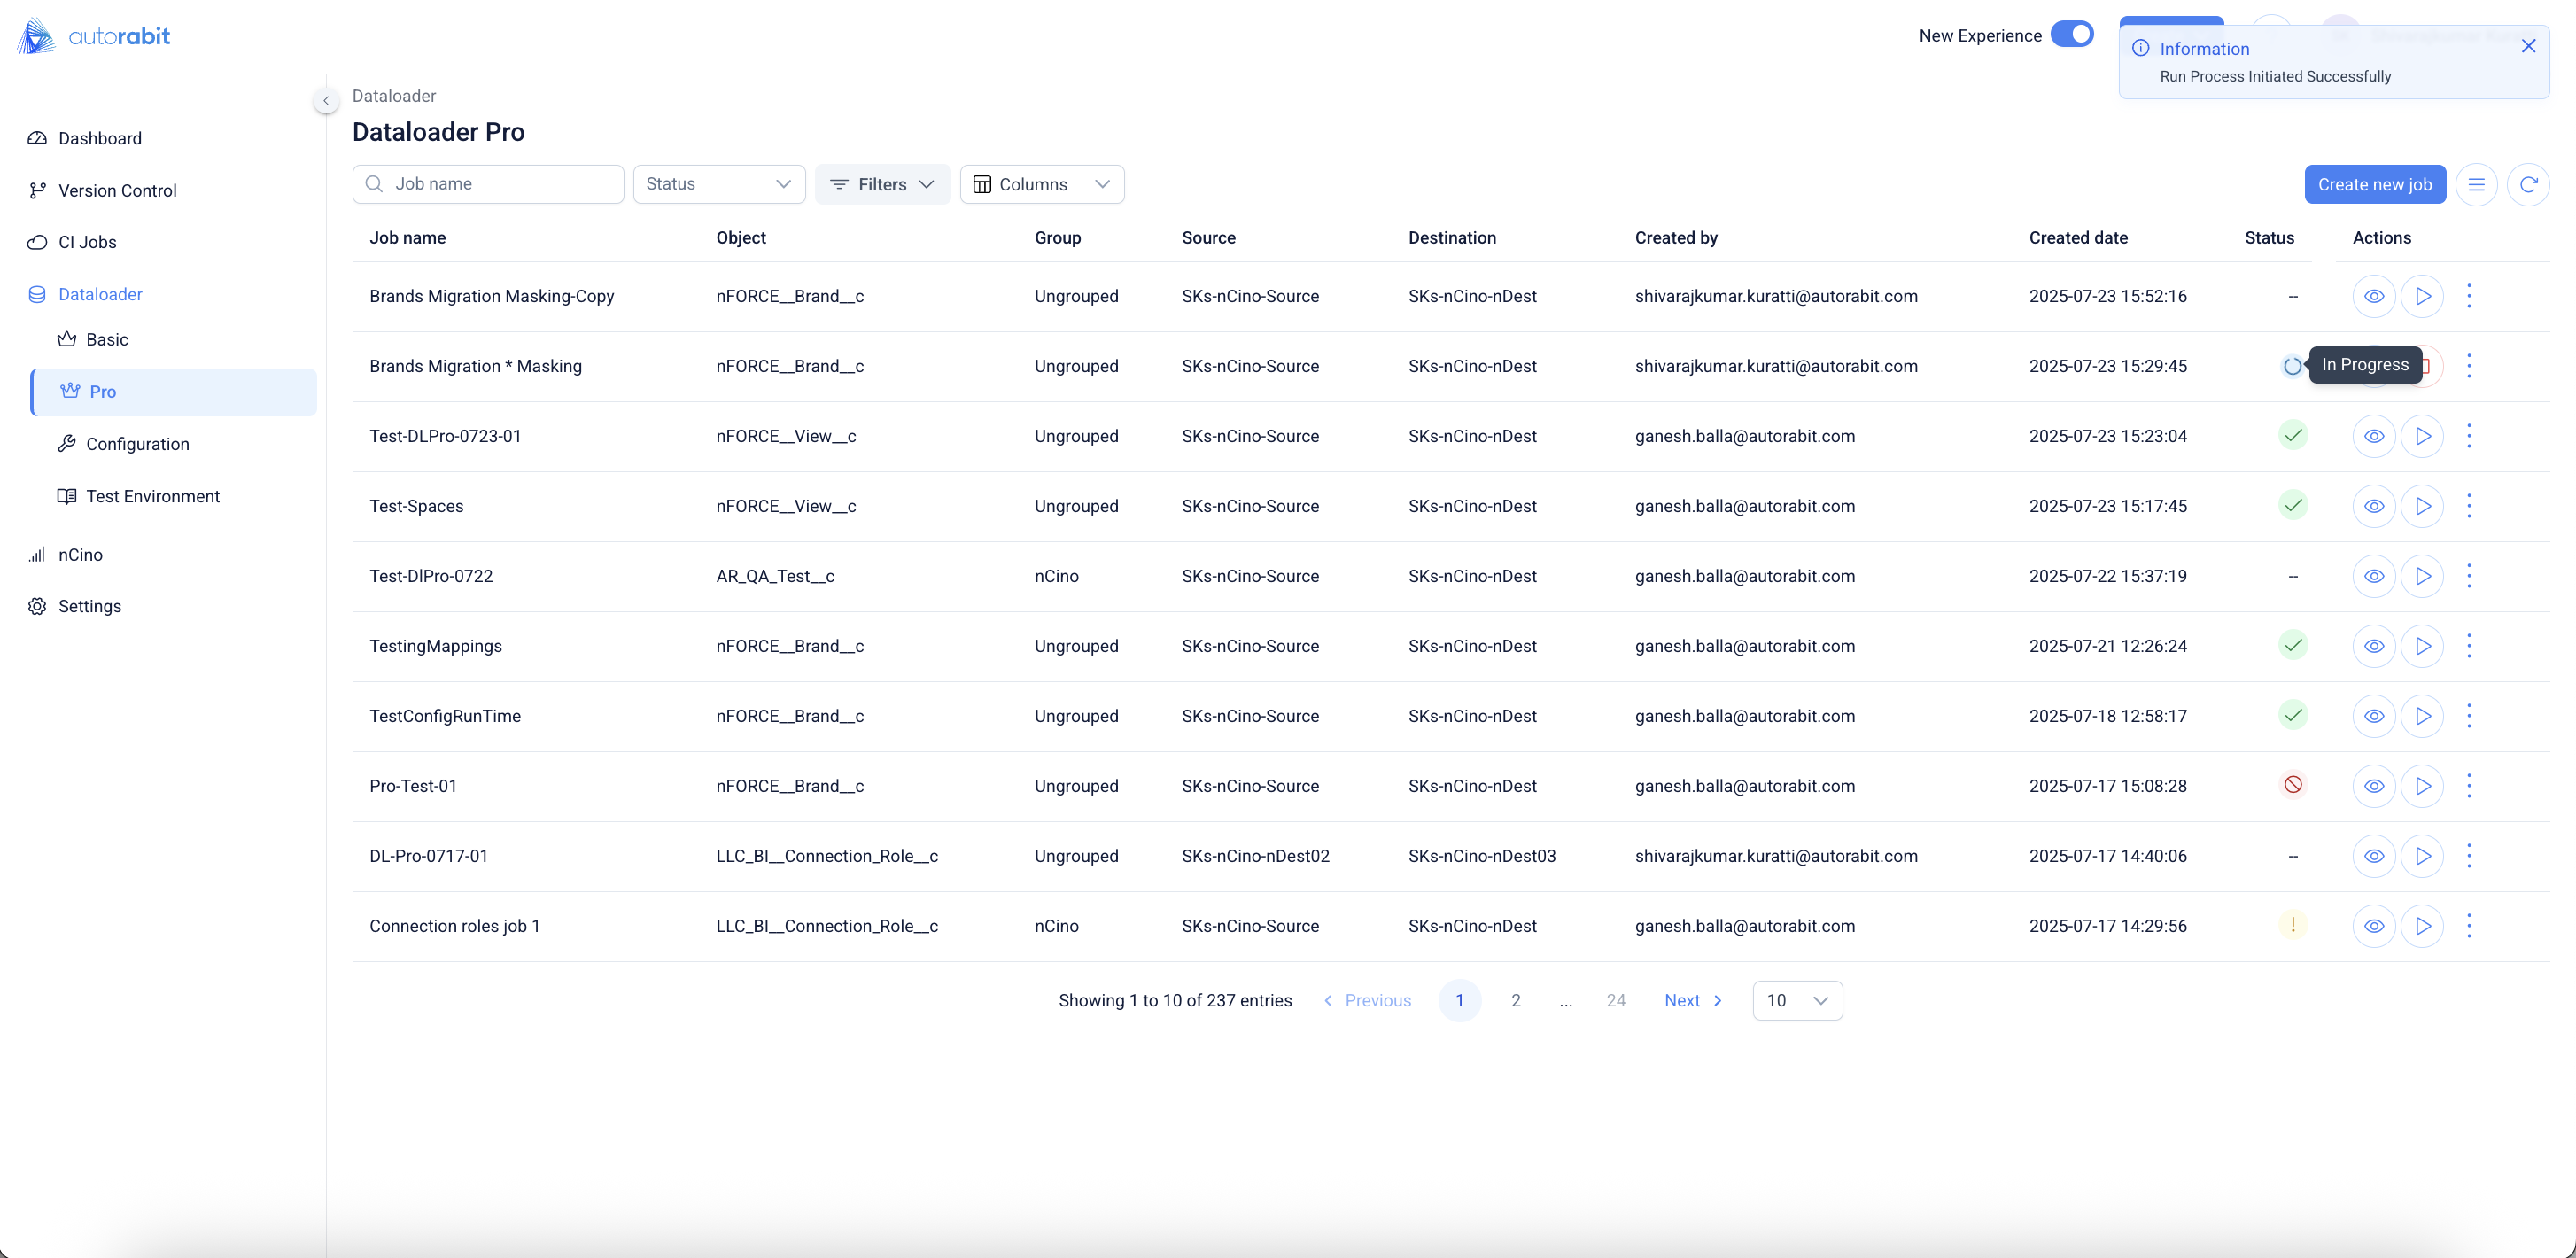 autorabit
New Experience
Information
Run Process Initiated Successfully
Dashboard
Version Control
CI Jobs
Dataloader
Basic
Pro
Configuration
Test Environment
nCino
Settings
Dataloader
Dataloader Pro
Job name Status Filters Columns Create new job
Job name Object Group Source Destination Created by Created date Status Actions
Brands Migration Masking-Copy nFORCE__Brand__c Ungrouped SKs-nCino-Source SKs-nCino-nDest shivarajkumar.kuratti@autorabit.com 2025-07-23 15:52:16 --
Brands Migration * Masking nFORCE__Brand__c Ungrouped SKs-nCino-Source SKs-nCino-nDest shivarajkumar.kuratti@autorabit.com 2025-07-23 15:29:45 In Progress
Test-DLPro-0723-01 nFORCE__View__c Ungrouped SKs-nCino-Source SKs-nCino-nDest ganesh.balla@autorabit.com 2025-07-23 15:23:04
Test-Spaces nFORCE__View__c Ungrouped SKs-nCino-Source SKs-nCino-nDest ganesh.balla@autorabit.com 2025-07-23 15:17:45
Test-DlPro-0722 AR_QA_Test__c nCino SKs-nCino-Source SKs-nCino-nDest ganesh.balla@autorabit.com 2025-07-22 15:37:19 --
TestingMappings nFORCE__Brand__c Ungrouped SKs-nCino-Source SKs-nCino-nDest ganesh.balla@autorabit.com 2025-07-21 12:26:24
TestConfigRunTime nFORCE__Brand__c Ungrouped SKs-nCino-Source SKs-nCino-nDest ganesh.balla@autorabit.com 2025-07-18 12:58:17
Pro-Test-01 nFORCE__Brand__c Ungrouped SKs-nCino-Source SKs-nCino-nDest ganesh.balla@autorabit.com 2025-07-17 15:08:28
DL-Pro-0717-01 LLC_BI__Connection_Role__c Ungrouped SKs-nCino-nDest02 SKs-nCino-nDest03 shivarajkumar.kuratti@autorabit.com 2025-07-17 14:40:06 --
Connection roles job 1 LLC_BI__Connection_Role__c nCino SKs-nCino-Source SKs-nCino-nDest ganesh.balla@autorabit.com 2025-07-17 14:29:56
Showing 1 to 10 of 237 entries Previous 1 2 ... 24 Next 10